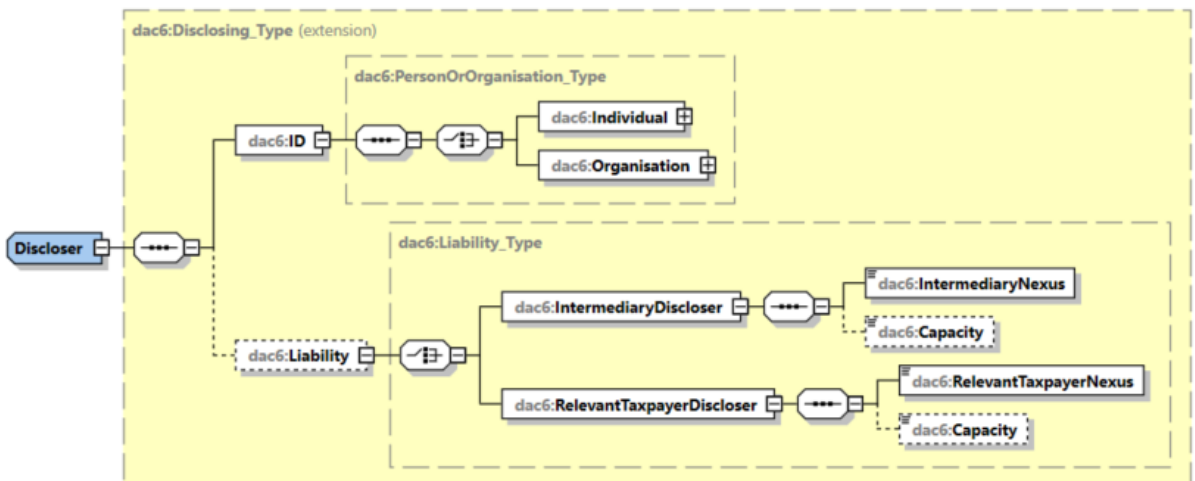 dac6:Disclosing_Type (extension)
dac6:PersonOrOrganisation_Type
dac6:Individual
dac6:ID
dac6:Organisation
Discloser
dac6:Liability_Type
dac6:IntermediaryNexus
dac6:IntermediaryDiscloser
dac6:Capacity
dac6:Liability
dac6:RelevantTaxpayerNexus
dac6:RelevantTaxpayerDiscloser
dac6:Capacity